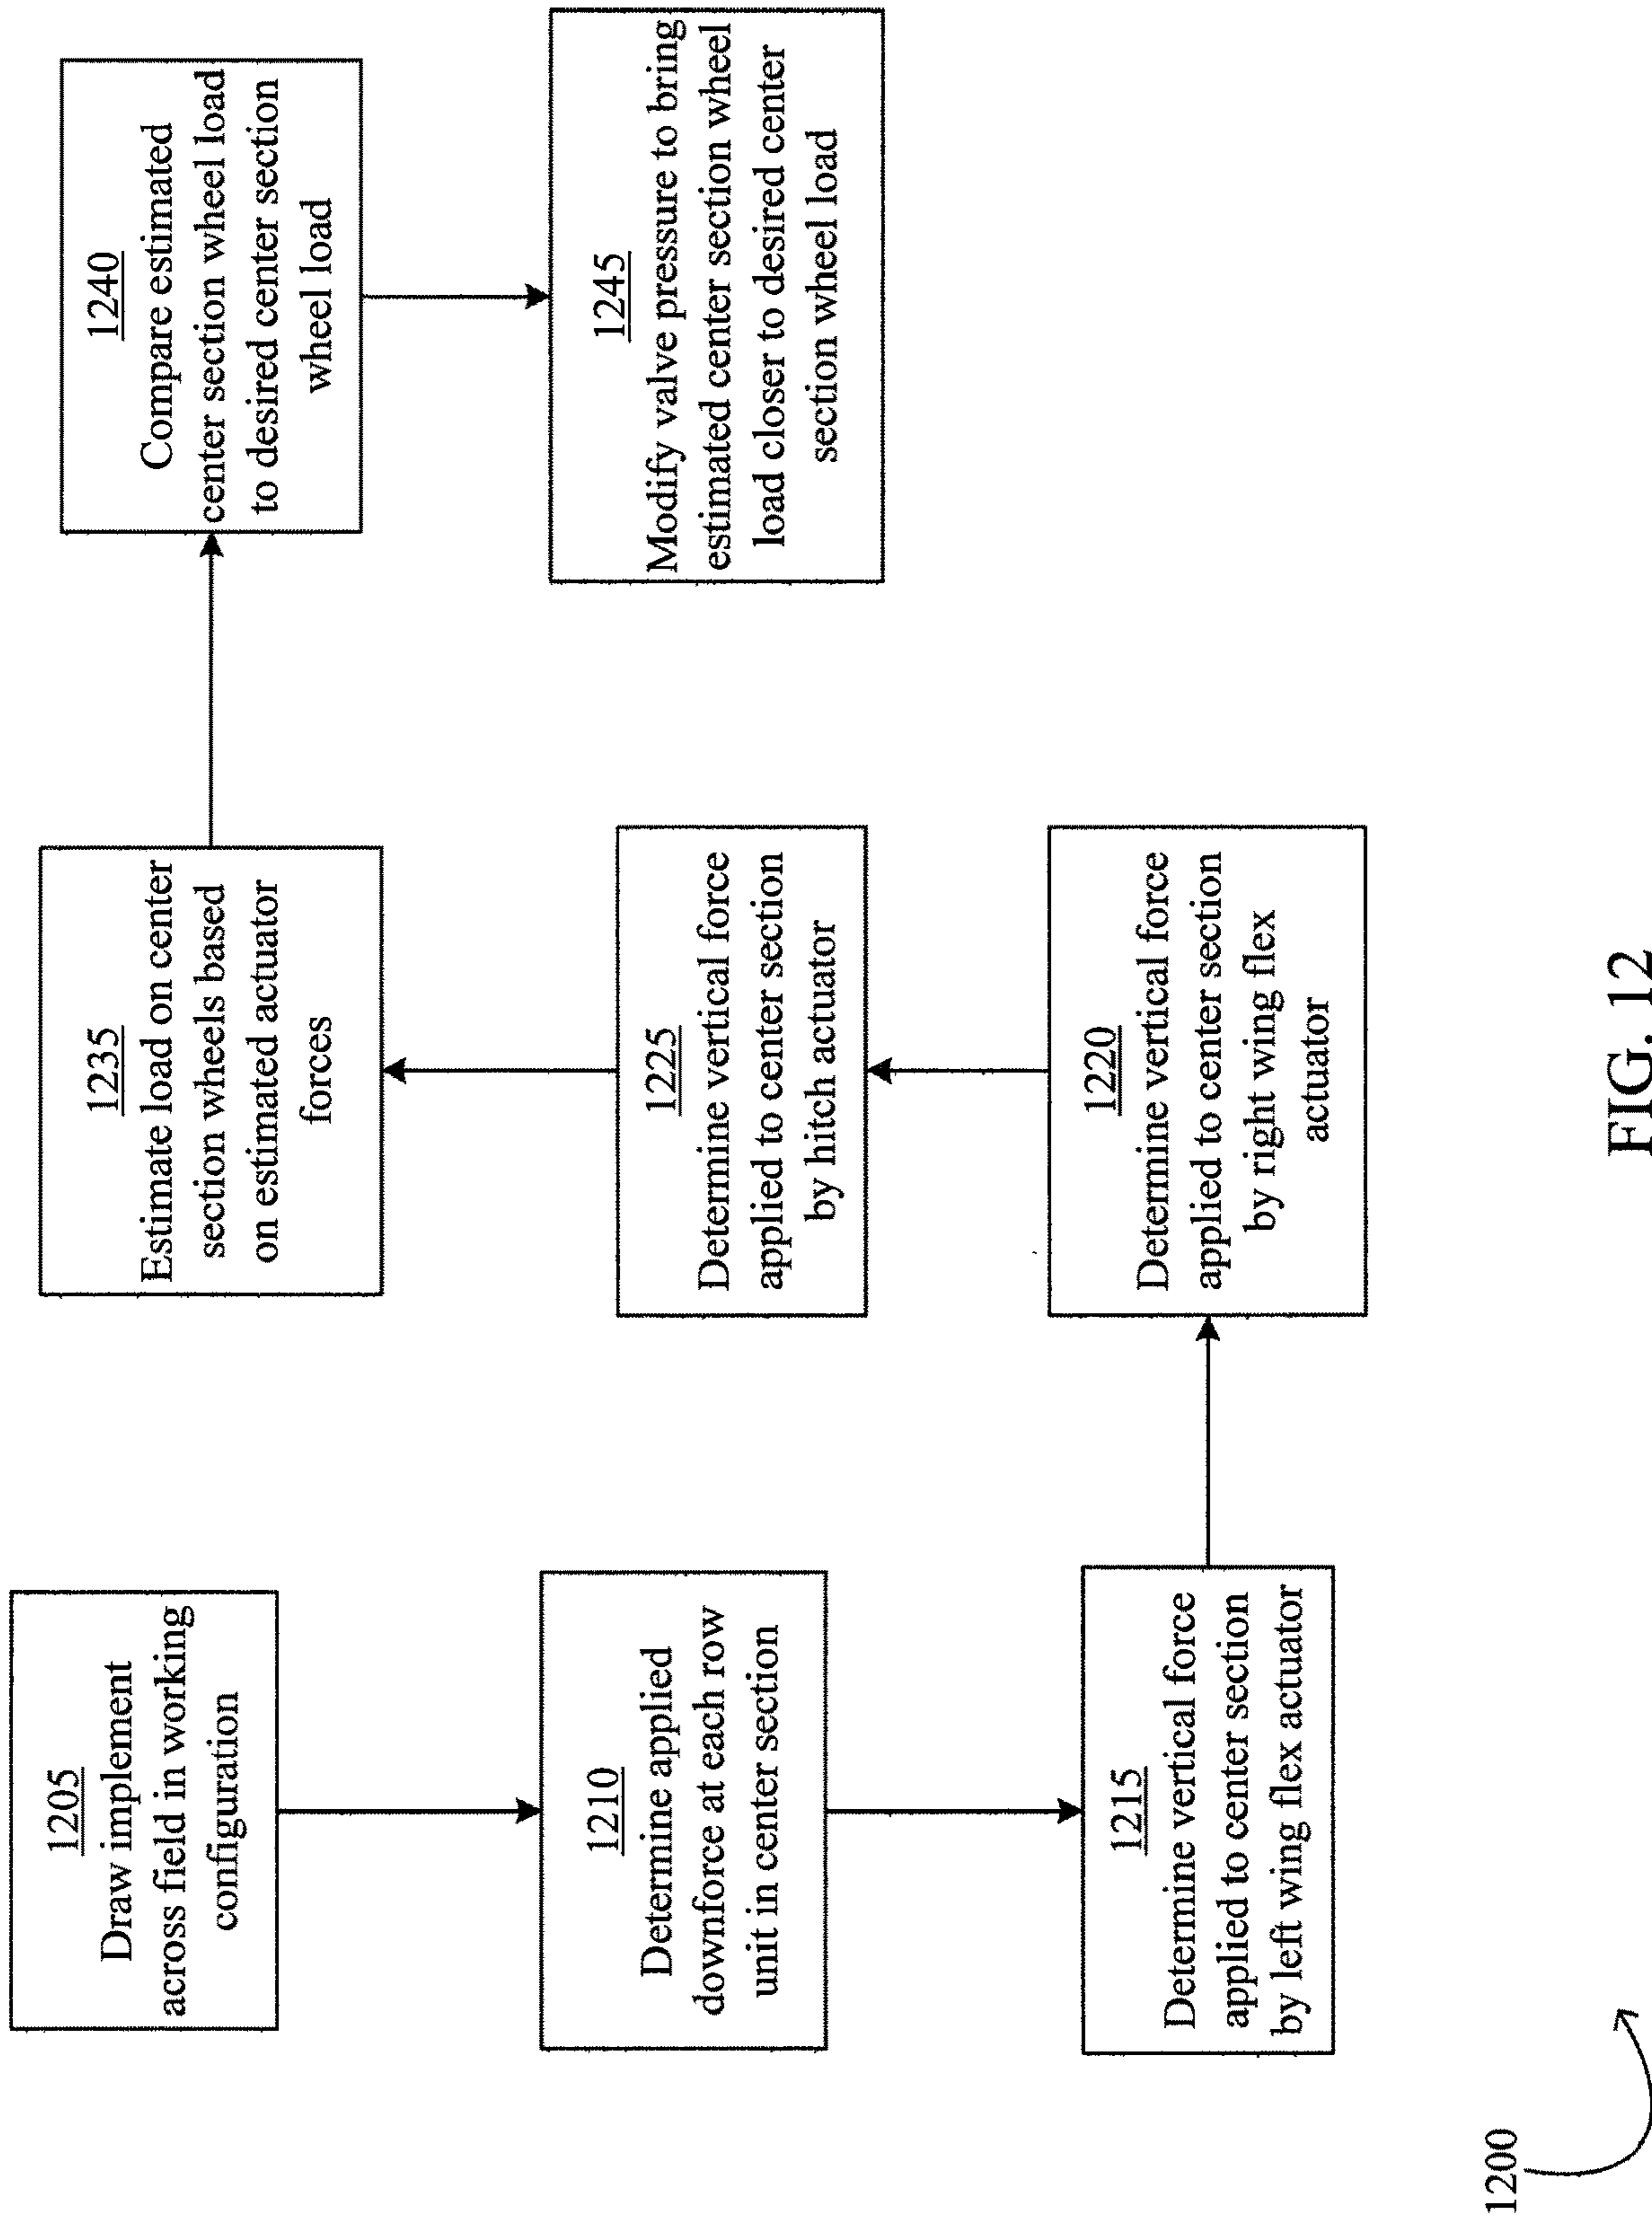 1205
Draw implement
across field in working
configuration
1210
Determine applied
downforce at each row
unit in center section
1215
Determine vertical force
applied to center section
by left wing flex actuator
1220
Determine vertical force
applied to center section
by right wing flex
actuator
1225
Determine vertical force
applied to center section
by hitch actuator
1235
Estimate load on center
section wheels based
on estimated actuator
forces
1240
Compare estimated
center section wheel load
to desired center section
wheel load
1245
Modify valve pressure to bring
estimated center section wheel
load closer to desired center
section wheel load
1200
FIG. 12